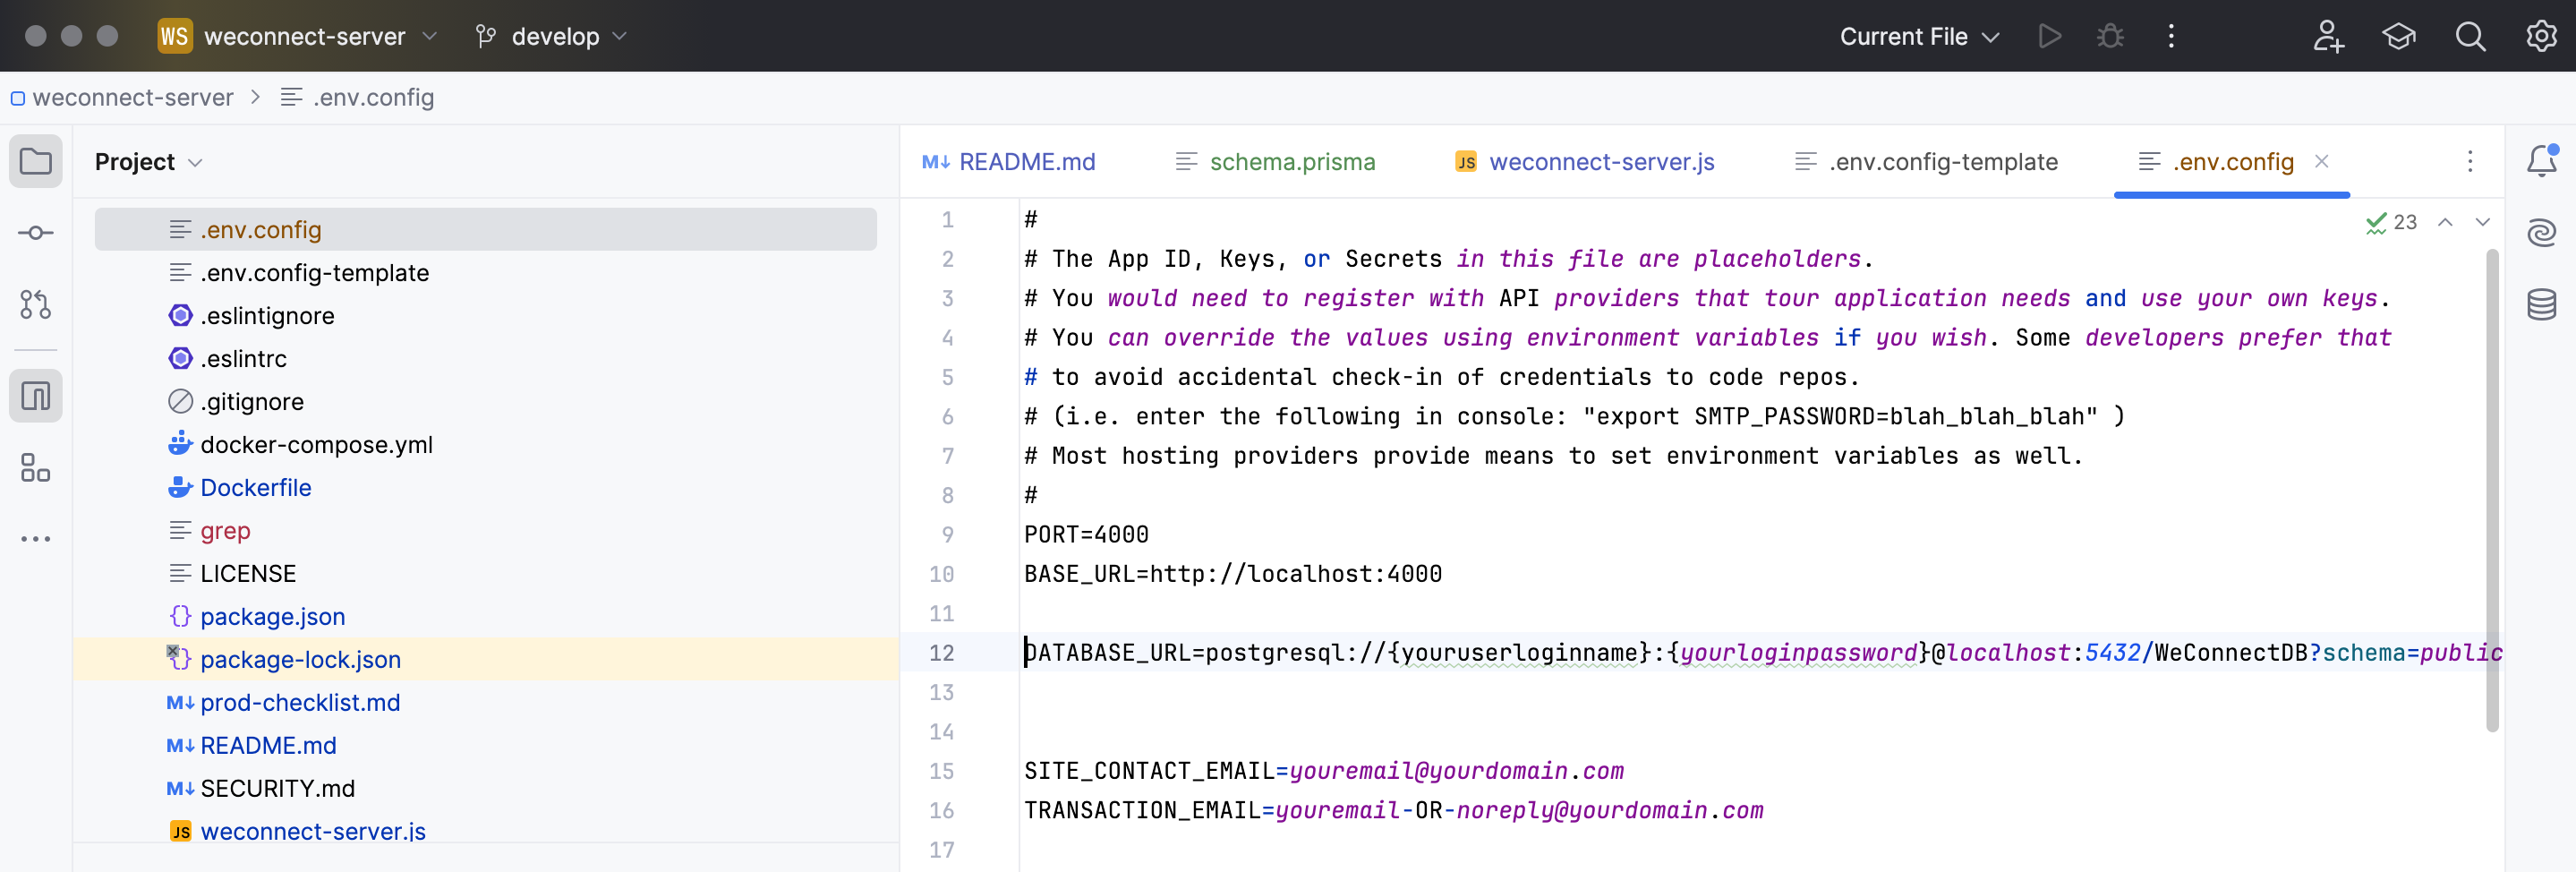 WS weconnect-server develop Current File
weconnect-server > .env.config
Project
README.md schema.prisma JS weconnect-server.js .env.config-template .env.config
.env.config
.env.config-template
.eslintignore
.eslintrc
.gitignore
docker-compose.yml
Dockerfile
grep
LICENSE
package.json
package-lock.json
prod-checklist.md
README.md
SECURITY.md
JS weconnect-server.js
23
1 #
2 # The App ID, Keys, or Secrets in this file are placeholders.
3 # You would need to register with API providers that tour application needs and use your own keys.
4 # You can override the values using environment variables if you wish. Some developers prefer that
5 # to avoid accidental check-in of credentials to code repos.
6 # (i.e. enter the following in console: "export SMTP_PASSWORD=blah_blah_blah" )
7 # Most hosting providers provide means to set environment variables as well.
8 #
9 PORT=4000
10 BASE_URL=http://localhost:4000
11
12 DATABASE_URL=postgresql://{youruserloginname}:{yourloginpassword}@localhost:5432/WeConnectDB?schema=public
13
14
15 SITE_CONTACT_EMAIL=youremail@yourdomain.com
16 TRANSACTION_EMAIL=youremail-OR-noreply@yourdomain.com
17